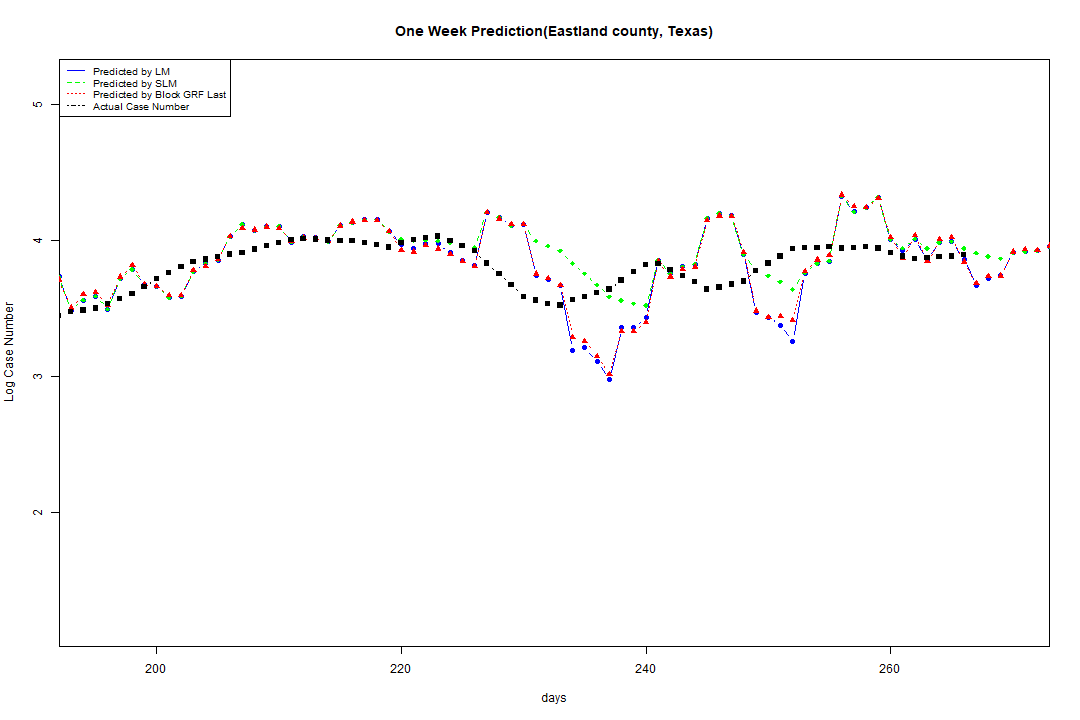 One Week Prediction(Eastland county, Texas)
Predicted by LM
Predicted by SLM
Predicted by Block GRF Last
Actual Case Number
5
4
3
2
Log Case Number
200
220
240
260
days